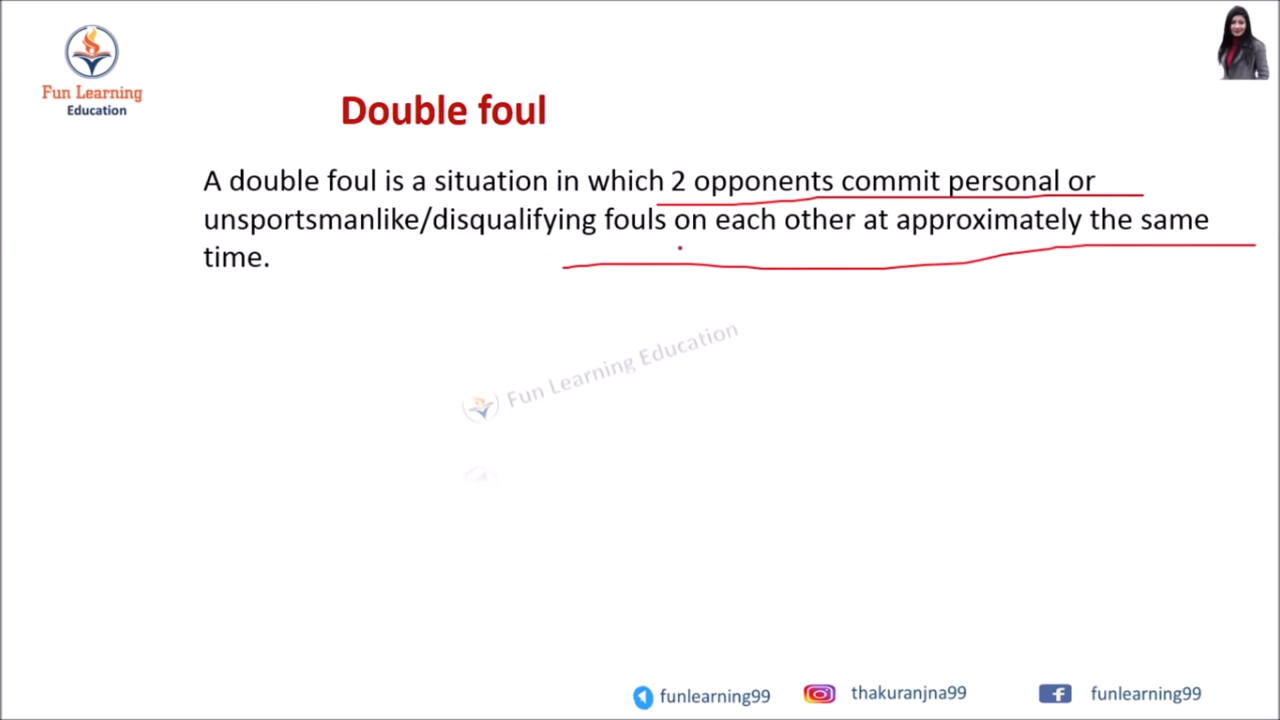 Fun Learning
Education
Double foul
A double foul is a situation in which 2 opponents commit personal or
unsportsmanlike/disqualifying fouls on each other at approximately the same
time.
Fun Learning Education
funlearning99
thakuranjna99
funlearning99